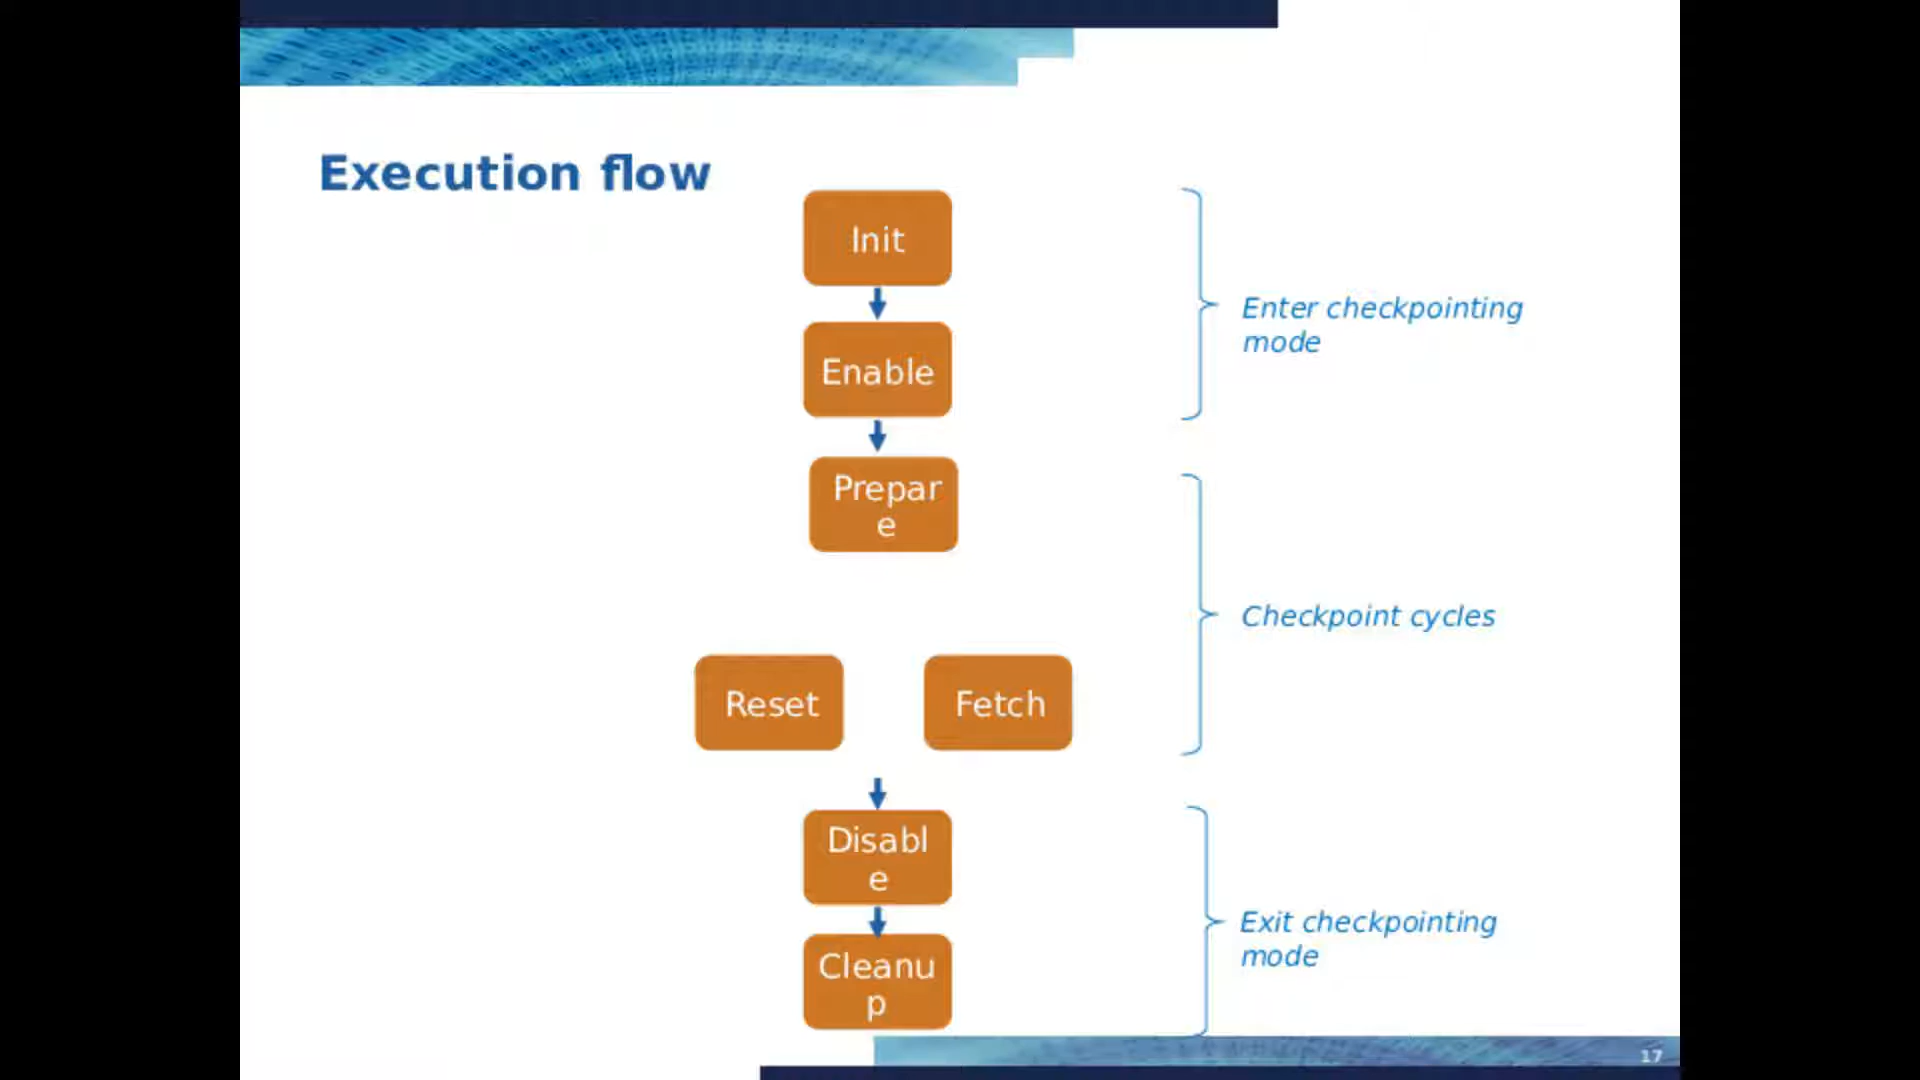 Execution flow
Init
Enable
Enter checkpointing
mode
Prepar
e
Checkpoint cycles
Reset
Fetch
Disabl
e
Cleanu
p
Exit checkpointing
mode
17